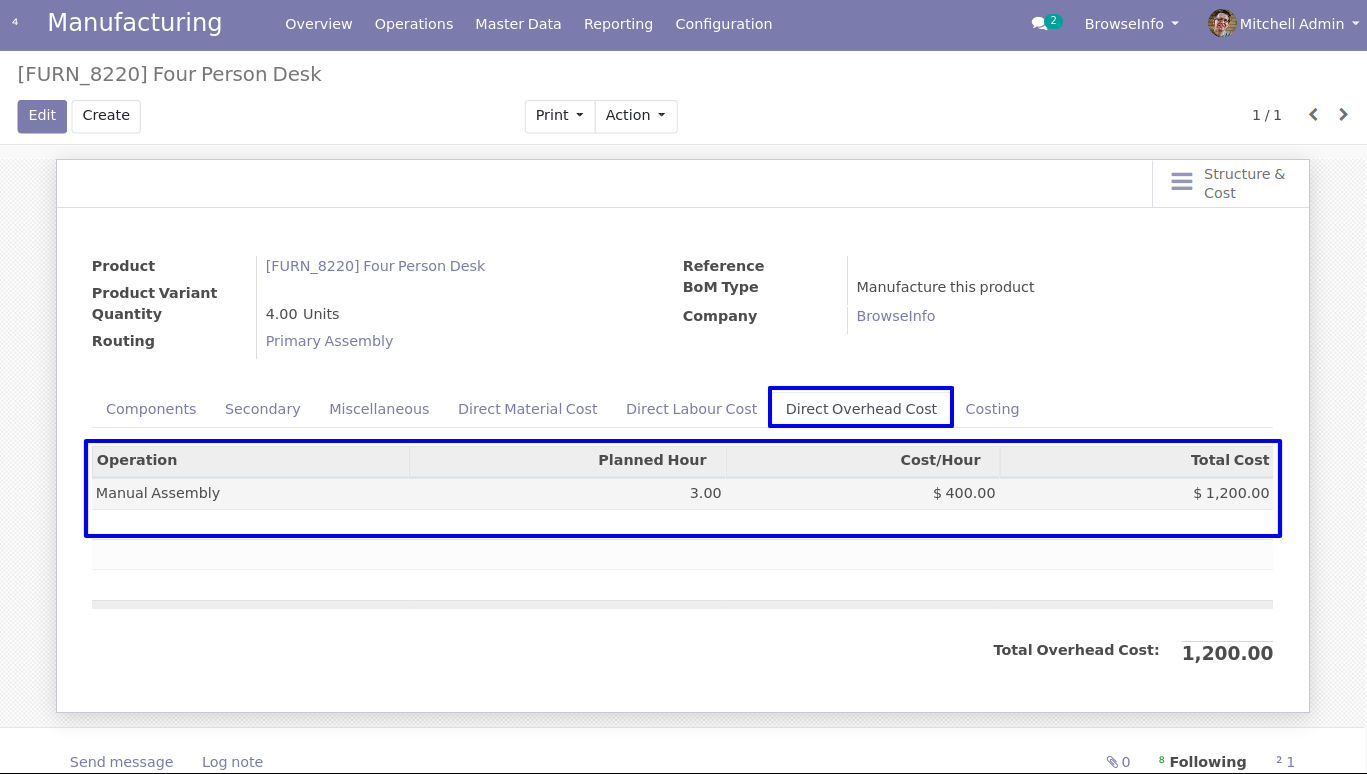 4 Manufacturing Overview Operations Master Data Reporting Configuration 2 BrowseInfo Mitchell Admin
[FURN_8220] Four Person Desk
Edit Create Print Action 1 / 1
Structure &
Cost
Product [FURN_8220] Four Person Desk
Product Variant
Quantity 4.00 Units
Routing Primary Assembly
Reference
BoM Type Manufacture this product
Company BrowseInfo
Components Secondary Miscellaneous Direct Material Cost Direct Labour Cost Direct Overhead Cost Costing
Operation Planned Hour Cost/Hour Total Cost
Manual Assembly 3.00 $ 400.00 $ 1,200.00
Total Overhead Cost: 1,200.00
Send message Log note 0 8 Following 2 1